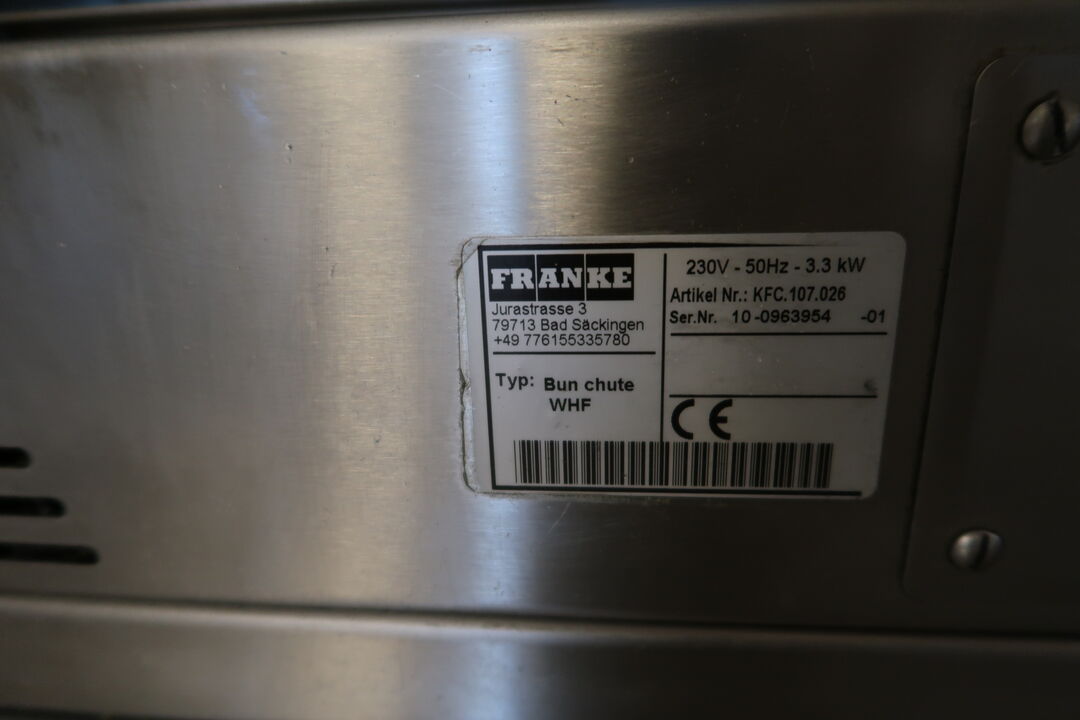 FRANKE
Jurastrasse 3
79713 Bad Säckingen
+49 776155335780
Typ: Bun chute
WHF
230V - 50Hz - 3.3 kW
Artikel Nr.: KFC.107.026
Ser.Nr. 10-0963954 -01
CE